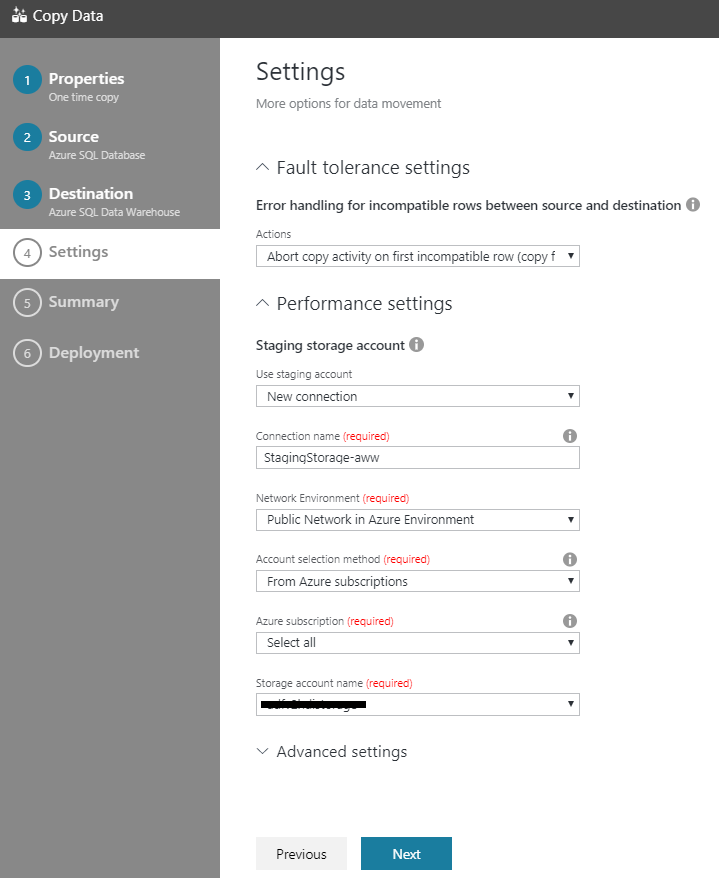 Copy Data
1 Properties
One time copy
2 Source
Azure SQL Database
3 Destination
Azure SQL Data Warehouse
4 Settings
5 Summary
6 Deployment
Settings
More options for data movement
Fault tolerance settings
Error handling for incompatible rows between source and destination
Actions
Abort copy activity on first incompatible row (copy f
Performance settings
Staging storage account
Use staging account
New connection
Connection name (required)
StagingStorage-aww
Network Environment (required)
Public Network in Azure Environment
Account selection method (required)
From Azure subscriptions
Azure subscription (required)
Select all
Storage account name (required)
Advanced settings
Previous Next